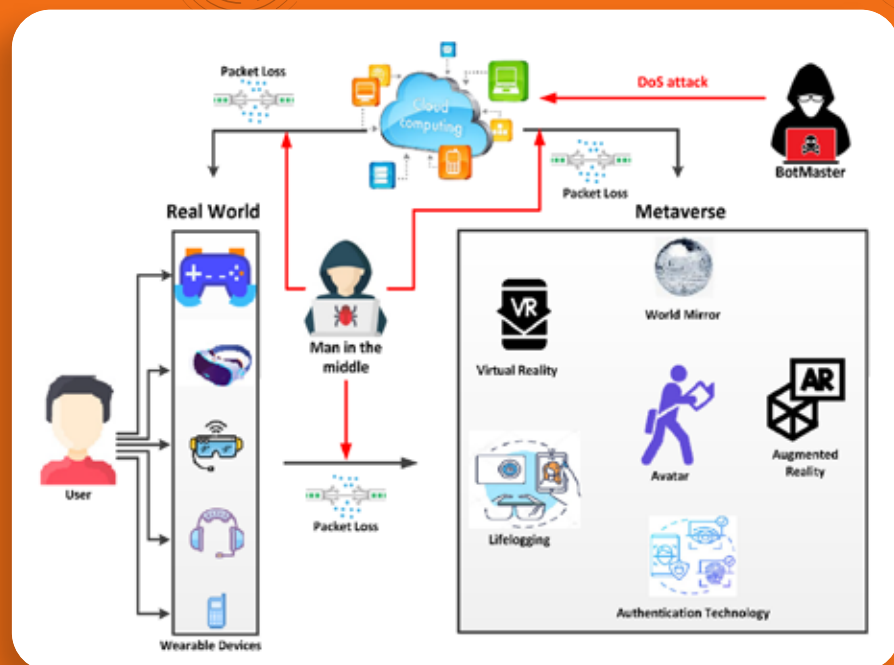 Packet Loss
Cloud
computing
DoS attack
BotMaster
Packet Loss
Real World
Metaverse
World Mirror
VR
Virtual Reality
Man in the
middle
AR
Augmented
Reality
Avatar
User
Packet Loss
Lifelogging
Authentication Technology
Wearable Devices